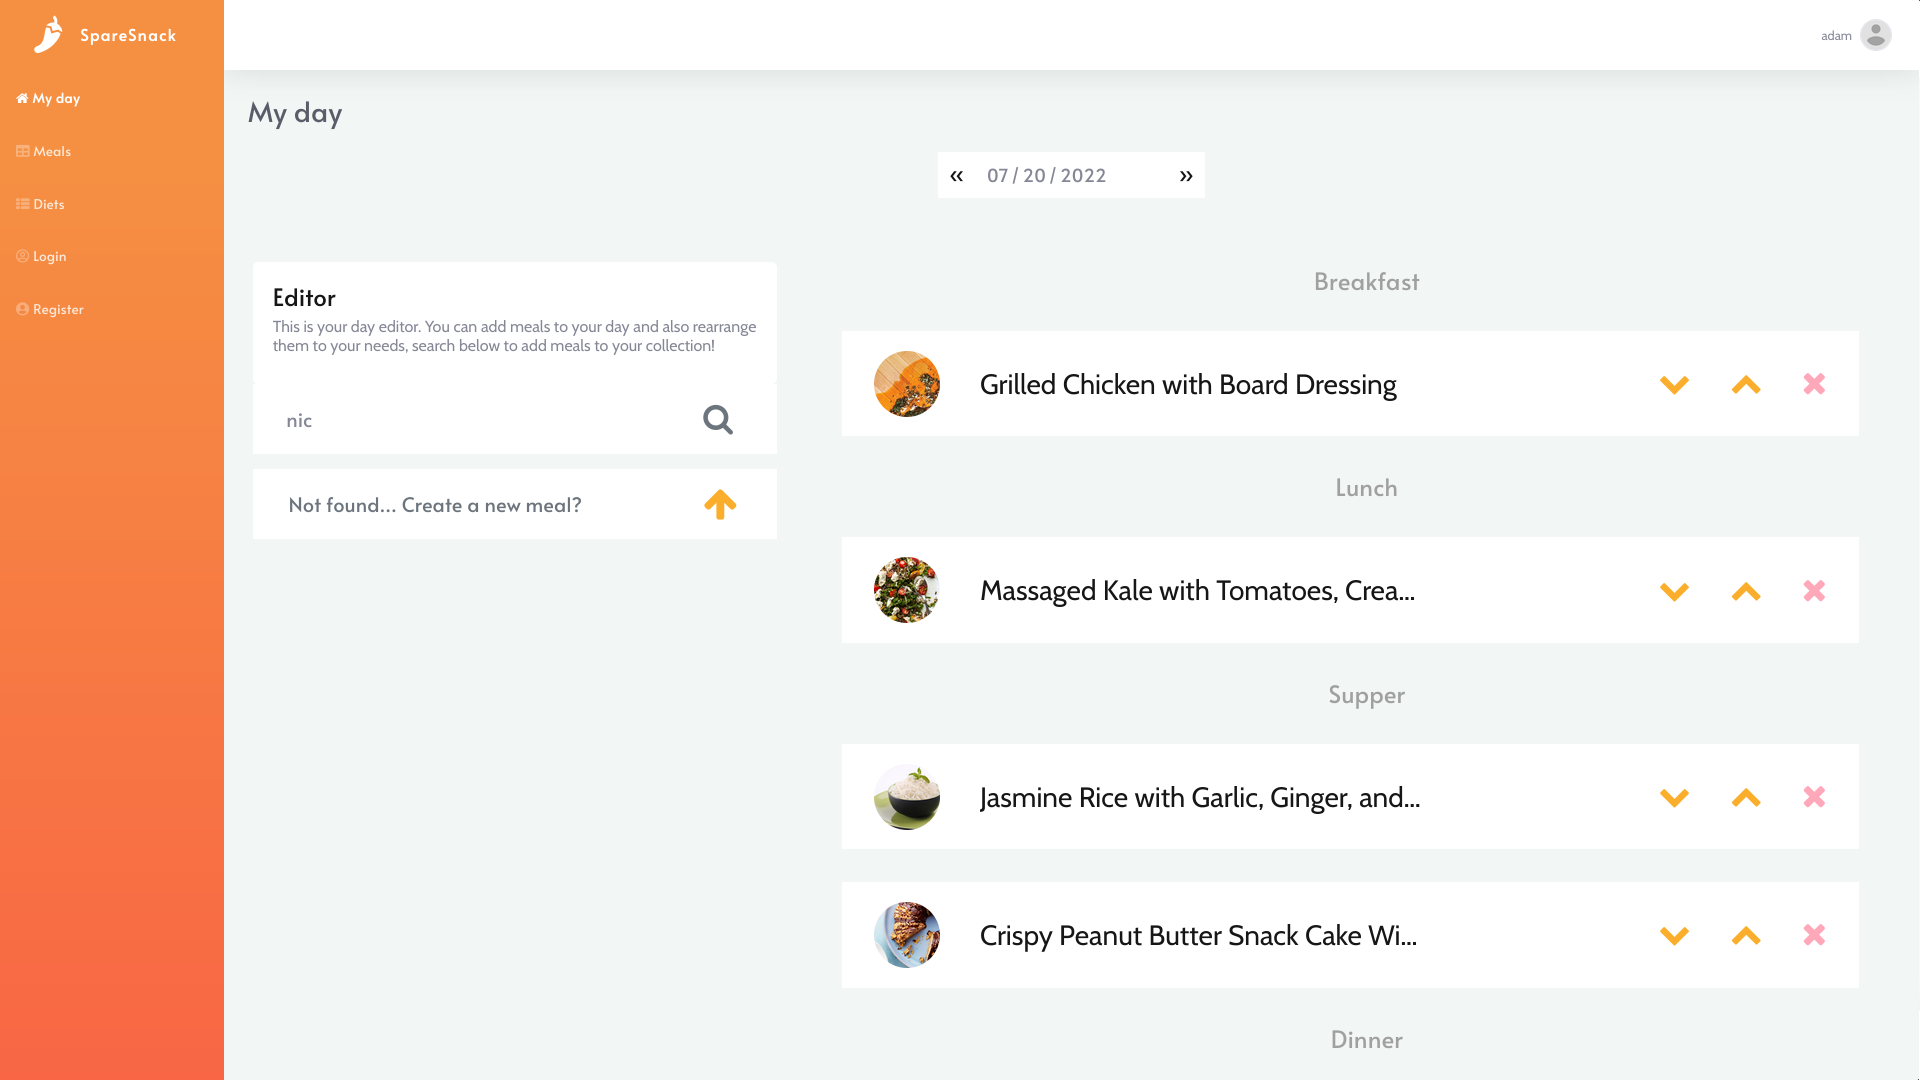 SpareSnack
adam
My day
Meals
Diets
Login
Register
My day
« 07 / 20 / 2022 »
Editor
This is your day editor. You can add meals to your day and also rearrange
them to your needs, search below to add meals to your collection!
nic
Not found... Create a new meal?
Breakfast
Grilled Chicken with Board Dressing
Lunch
Massaged Kale with Tomatoes, Crea...
Supper
Jasmine Rice with Garlic, Ginger, and...
Crispy Peanut Butter Snack Cake Wi...
Dinner